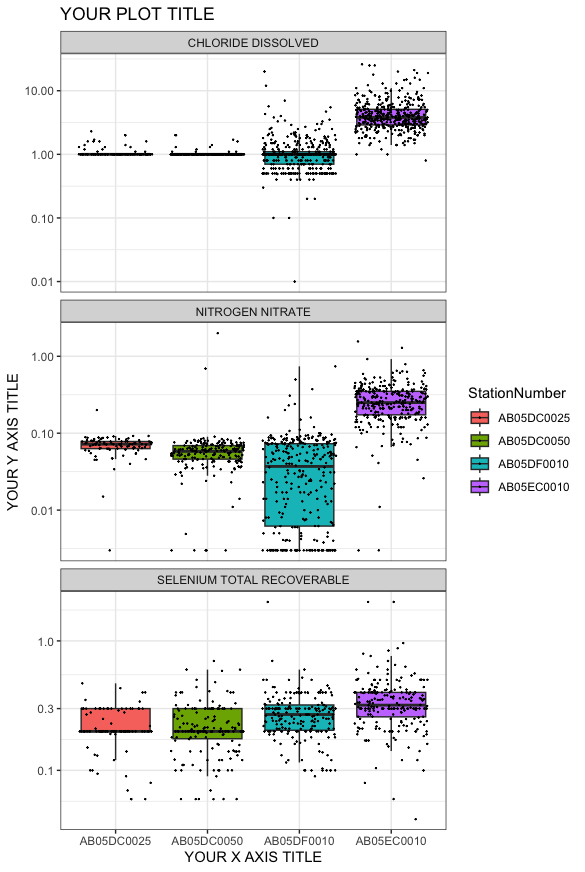 YOUR PLOT TITLE
CHLORIDE DISSOLVED
10.00
1.00
0.10
0.01
NITROGEN NITRATE
1.00
0.10
0.01
YOUR Y AXIS TITLE
SELENIUM TOTAL RECOVERABLE
1.0
0.3
0.1
AB05DC0025 AB05DC0050 AB05DF0010 AB05EC0010
YOUR X AXIS TITLE
StationNumber
AB05DC0025
AB05DC0050
AB05DF0010
AB05EC0010